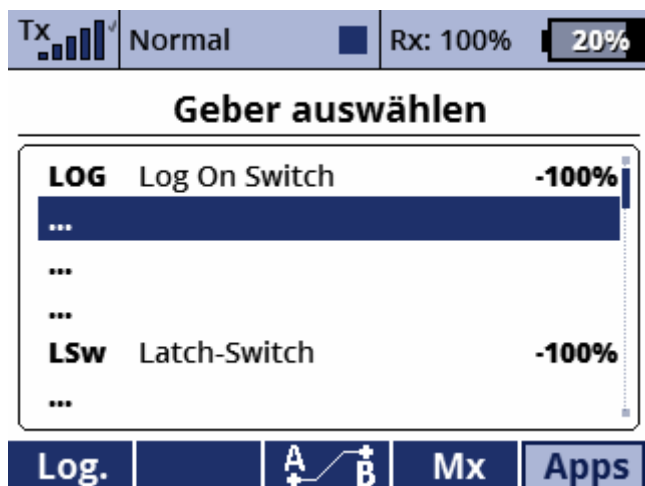 Tx Normal Rx: 100% 20%
Geber auswählen
LOG Log On Switch -100%
...
...
...
LSw Latch-Switch -100%
...
Log. A B Mx Apps